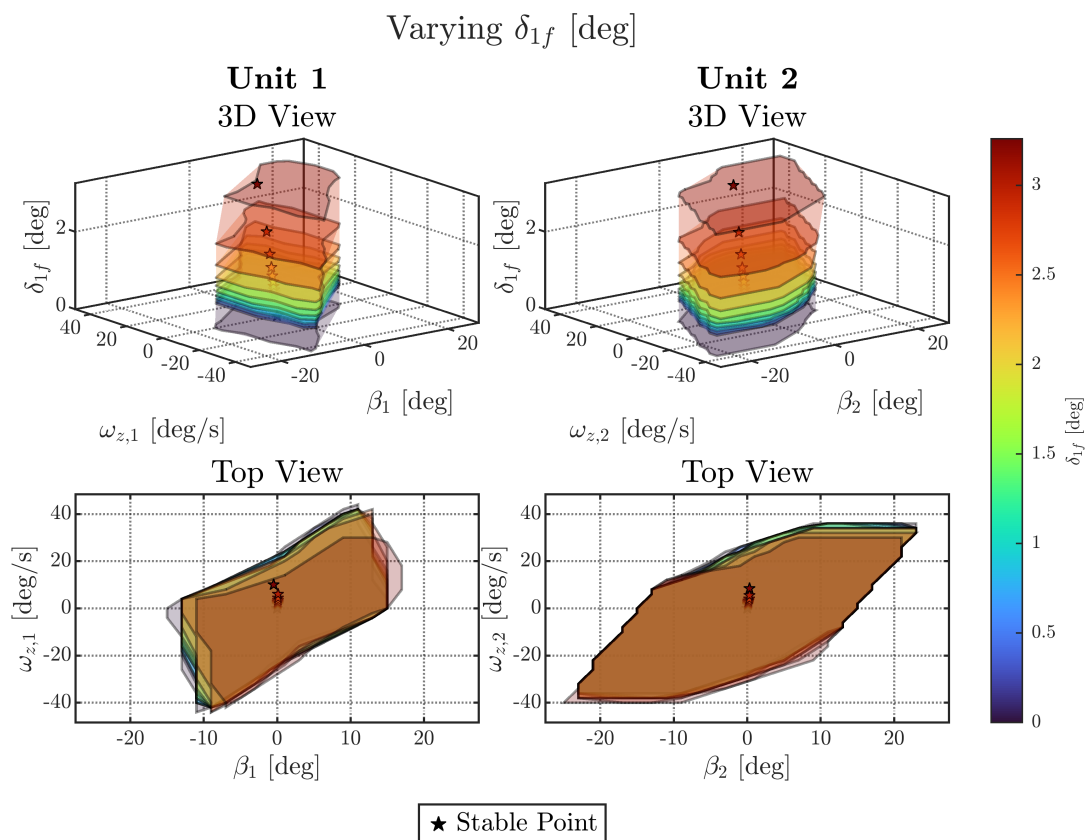 Varying δ1f [deg]
Unit 1
3D View
Unit 2
3D View
δ1f [deg]
2
0
40
20
0
-20
-40
-20
0
20
ωz,1 [deg/s]
β1 [deg]
δ1f [deg]
2
0
40
20
0
-20
-40
-20
0
20
ωz,2 [deg/s]
β2 [deg]
3
2.5
2
1.5
1
0.5
0
δ1f [deg]
Top View
ωz,1 [deg/s]
40
20
0
-20
-40
-20
-10
0
10
20
β1 [deg]
Top View
ωz,2 [deg/s]
40
20
0
-20
-40
-20
-10
0
10
20
β2 [deg]
★ Stable Point